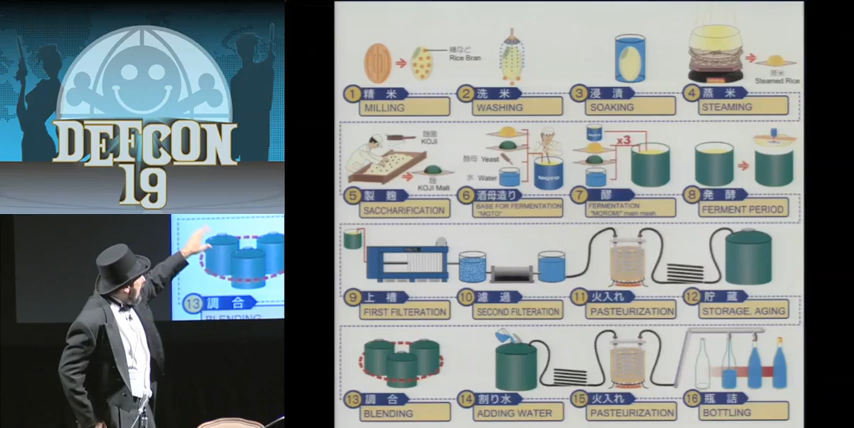 DEFCON
19
13 調合
BLENDING
糠など
Rice Bran
蒸米
Steamed Rice
1 精米
MILLING
2 洗米
WASHING
3 浸漬
SOAKING
4 蒸米
STEAMING
KOJI
KOJI Malt
酵母 Yeast
水 Water
MOTO
x3
5 製麹
SACCHARIFICATION
6 酒母造り
BASE FOR FERMENTATION
"MOTO"
7 醪
FERMENTATION
"MOROMI" main mash
8 発酵
FERMENT PERIOD
9 上槽
FIRST FILTERATION
10 濾過
SECOND FILTERATION
11 火入れ
PASTEURIZATION
12 貯蔵
STORAGE, AGING
13 調合
BLENDING
14 割り水
ADDING WATER
15 火入れ
PASTEURIZATION
16 瓶詰
BOTTLING